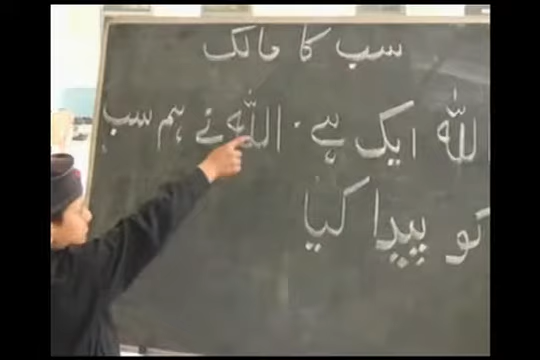 سب کا مالک
اللہ ایک ہے۔ اللہ نے ہم سب
کو پیدا کیا